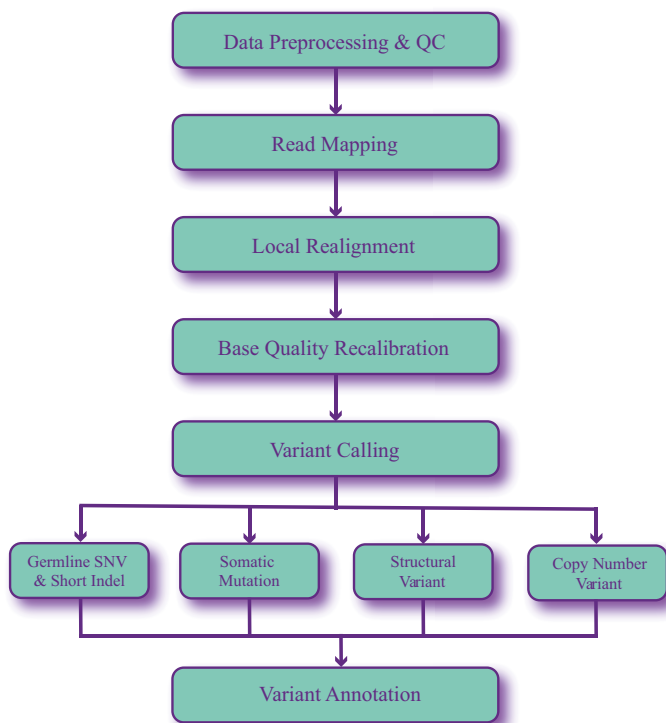 Data Preprocessing & QC
Read Mapping
Local Realignment
Base Quality Recalibration
Variant Calling
Germline SNV
& Short Indel
Somatic
Mutation
Structural
Variant
Copy Number
Variant
Variant Annotation